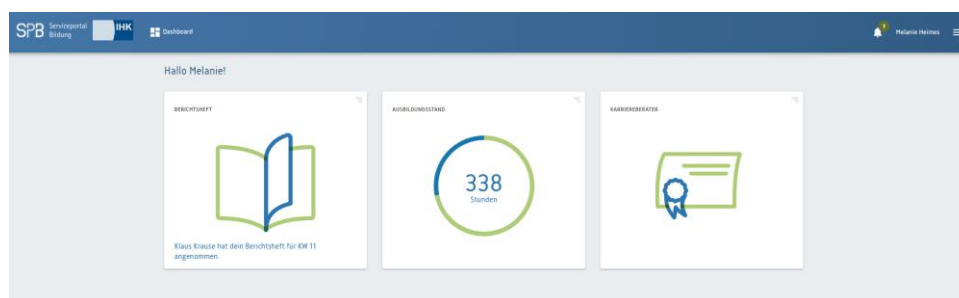 SPB Serviceportal Bildung IHK Dashboard Melanie Heimes
Hallo Melanie!
BERICHTSHEFT
Klaus Krause hat dein Berichtsheft für KW 11
angenommen.
AUSBILDUNGSSTAND
338
Stunden
KARRIEREBERATER